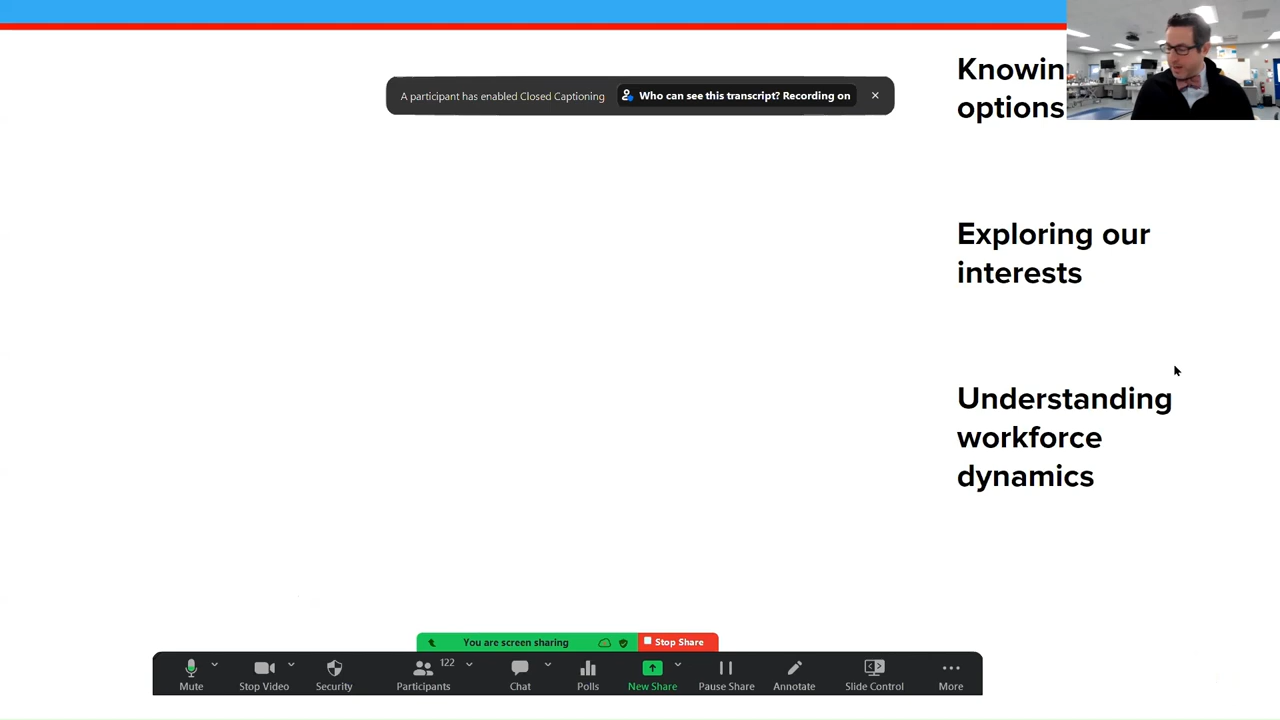 Knowin
options
A participant has enabled Closed Captioning
Who can see this transcript? Recording on
Exploring our
interests
Understanding
workforce
dynamics
You are screen sharing
Stop Share
Mute
Stop Video
Security
122
Participants
Chat
Polls
New Share
Pause Share
Annotate
Slide Control
More